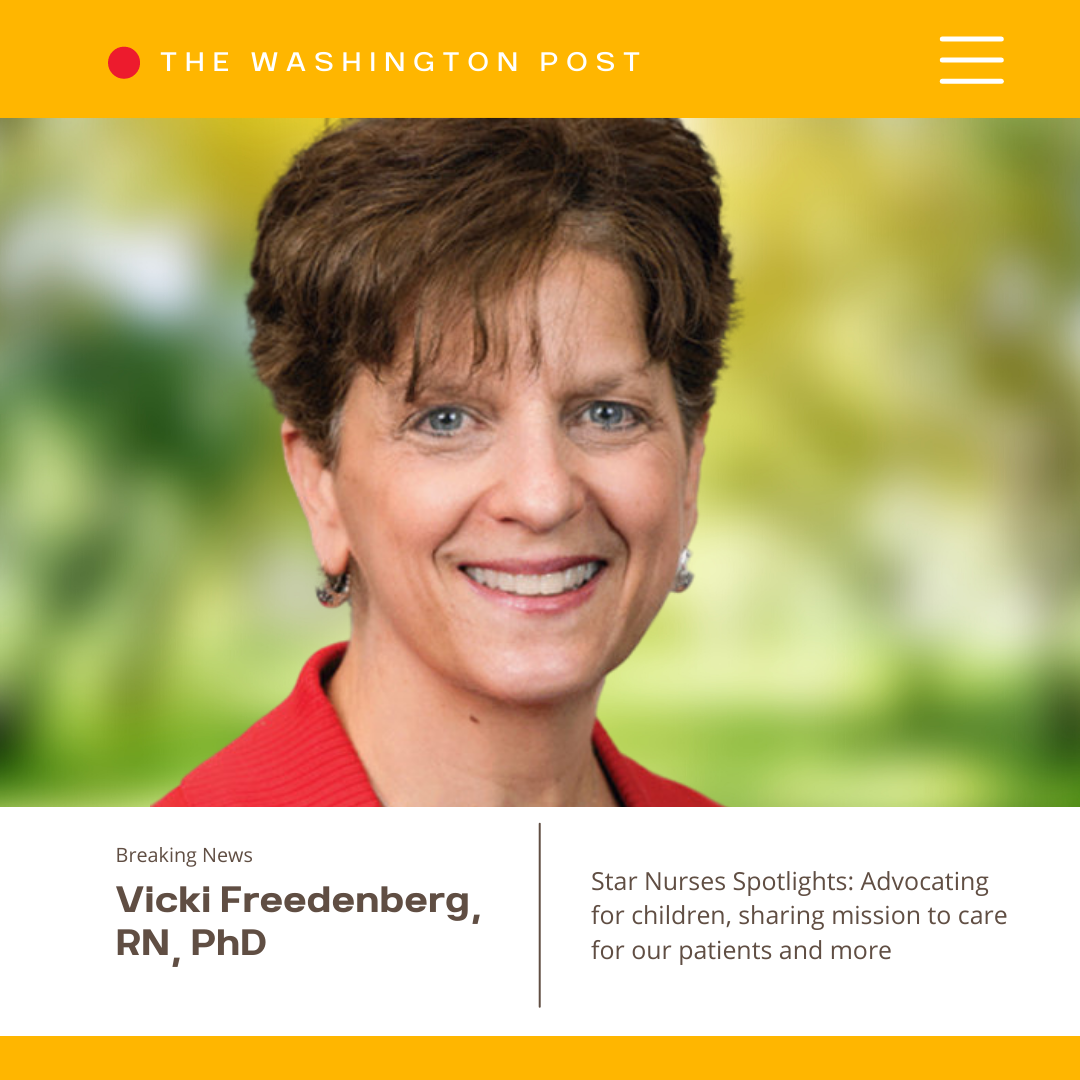 THE WASHINGTON POST
Breaking News
Vicki Freedenberg,
RN, PhD
Star Nurses Spotlights: Advocating
for children, sharing mission to care
for our patients and more